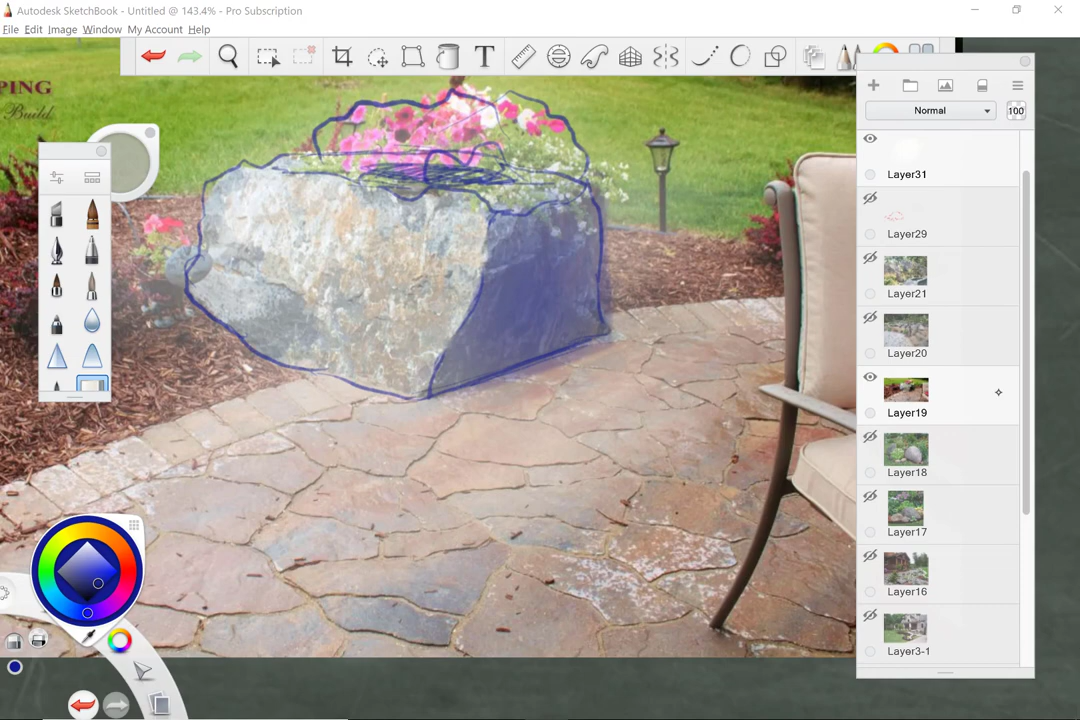 Autodesk SketchBook - Untitled @ 143.4% - Pro Subscription
File Edit Image Window My Account Help
PING
Build
T
Normal 100
Layer31
Layer29
Layer21
Layer20
Layer19
Layer18
Layer17
Layer16
Layer3-1